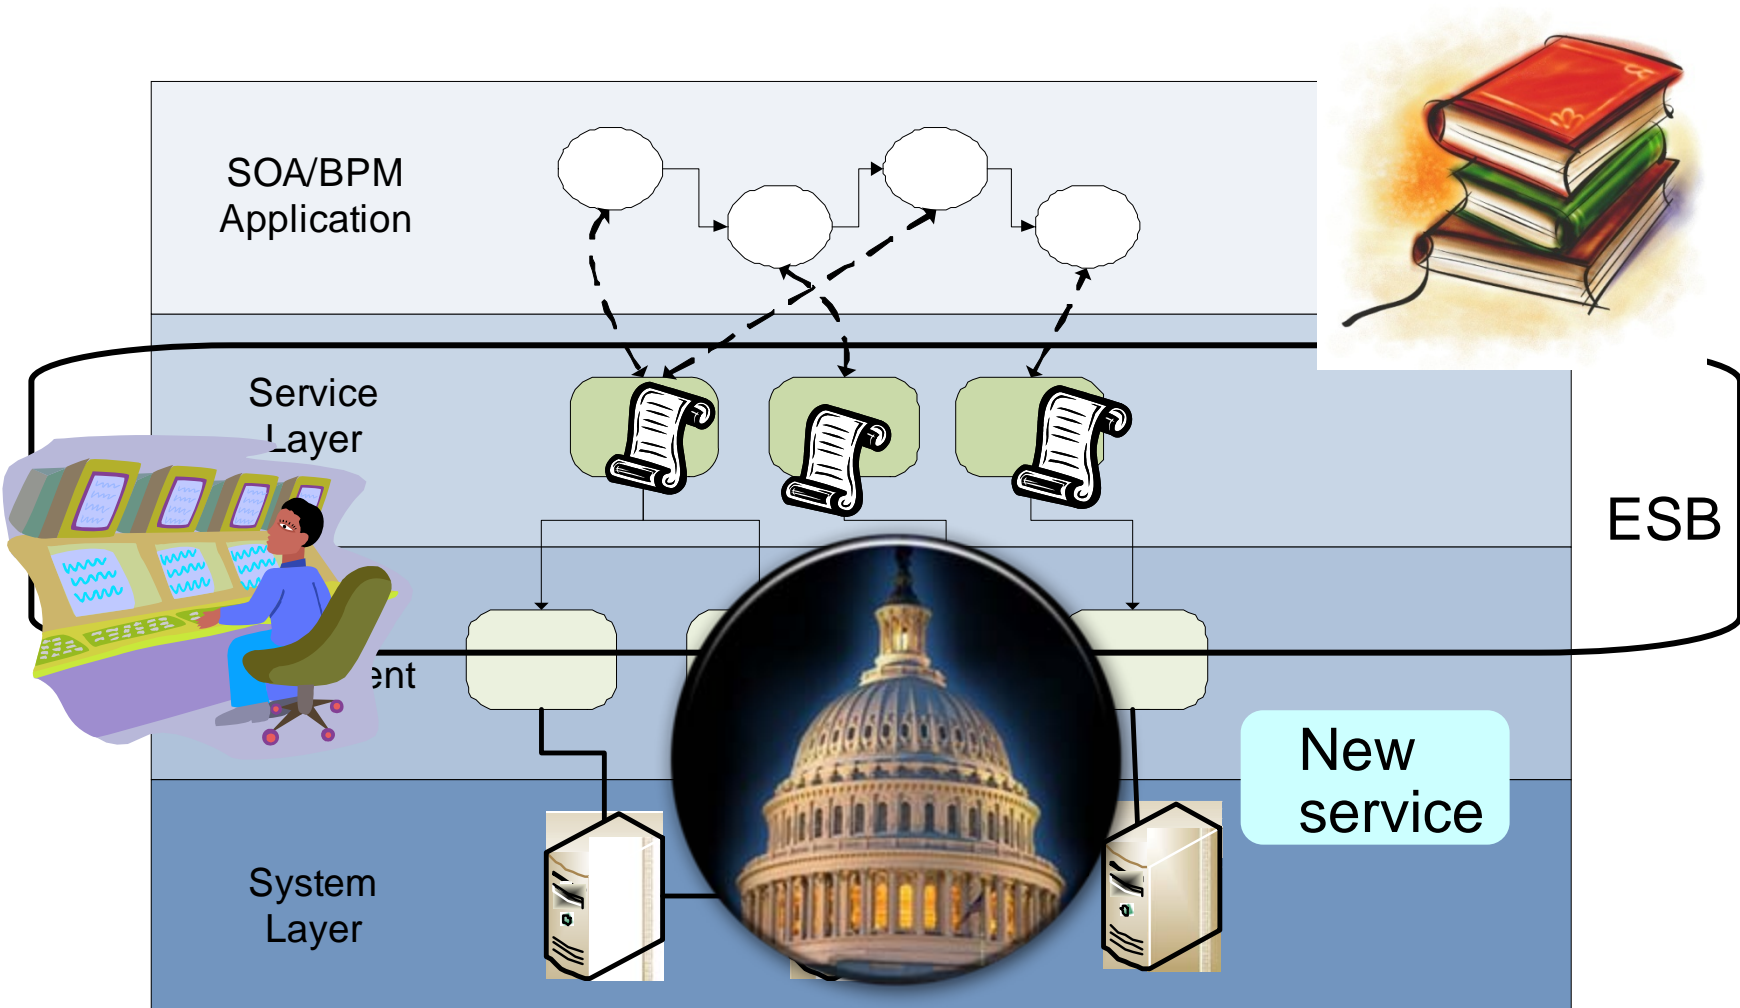 SOA/BPM
Application
Service
Layer
ESB
ent
New
service
System
Layer